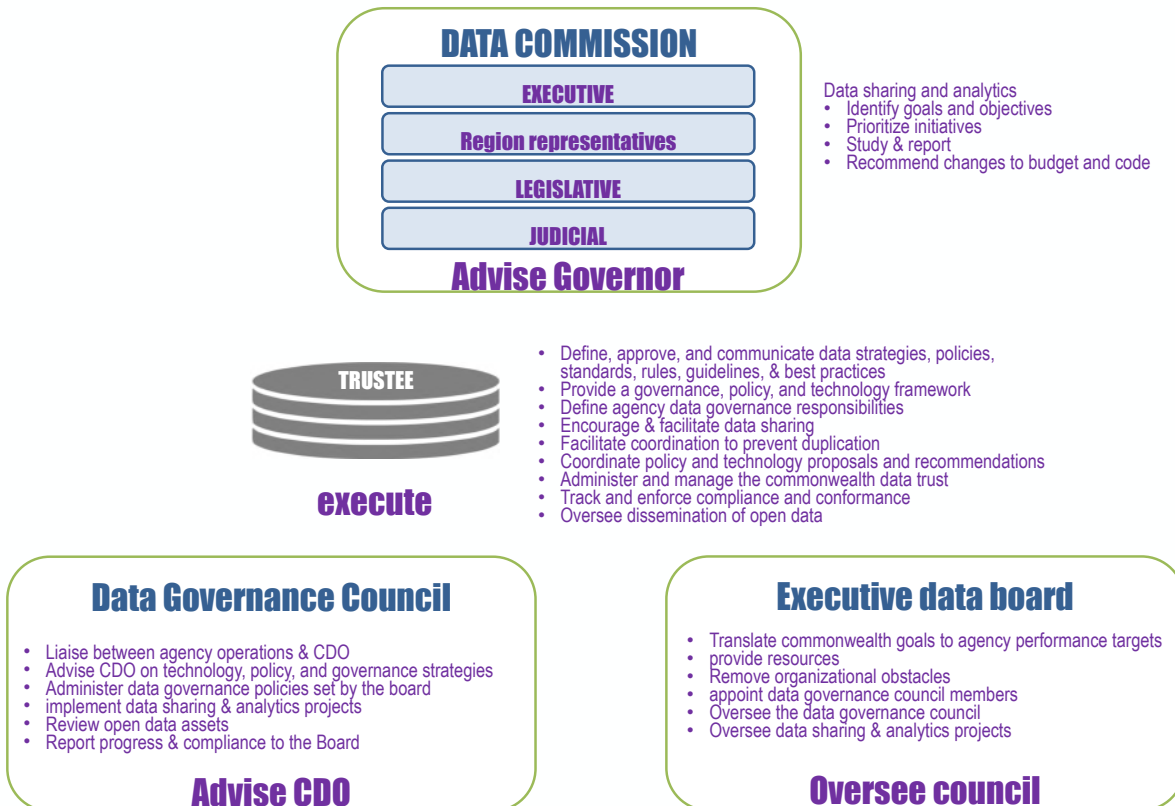 DATA COMMISSION
EXECUTIVE
Region representatives
LEGISLATIVE
JUDICIAL
Advise Governor
Data sharing and analytics
• Identify goals and objectives
• Prioritize initiatives
• Study & report
• Recommend changes to budget and code
TRUSTEE
execute
• Define, approve, and communicate data strategies, policies,
standards, rules, guidelines, & best practices
• Provide a governance, policy, and technology framework
• Define agency data governance responsibilities
• Encourage & facilitate data sharing
• Facilitate coordination to prevent duplication
• Coordinate policy and technology proposals and recommendations
• Administer and manage the commonwealth data trust
• Track and enforce compliance and conformance
• Oversee dissemination of open data
Data Governance Council
• Liaise between agency operations & CDO
• Advise CDO on technology, policy, and governance strategies
• Administer data governance policies set by the board
• implement data sharing & analytics projects
• Review open data assets
• Report progress & compliance to the Board
Advise CDO
Executive data board
• Translate commonwealth goals to agency performance targets
• provide resources
• Remove organizational obstacles
• appoint data governance council members
• Oversee the data governance council
• Oversee data sharing & analytics projects
Oversee council